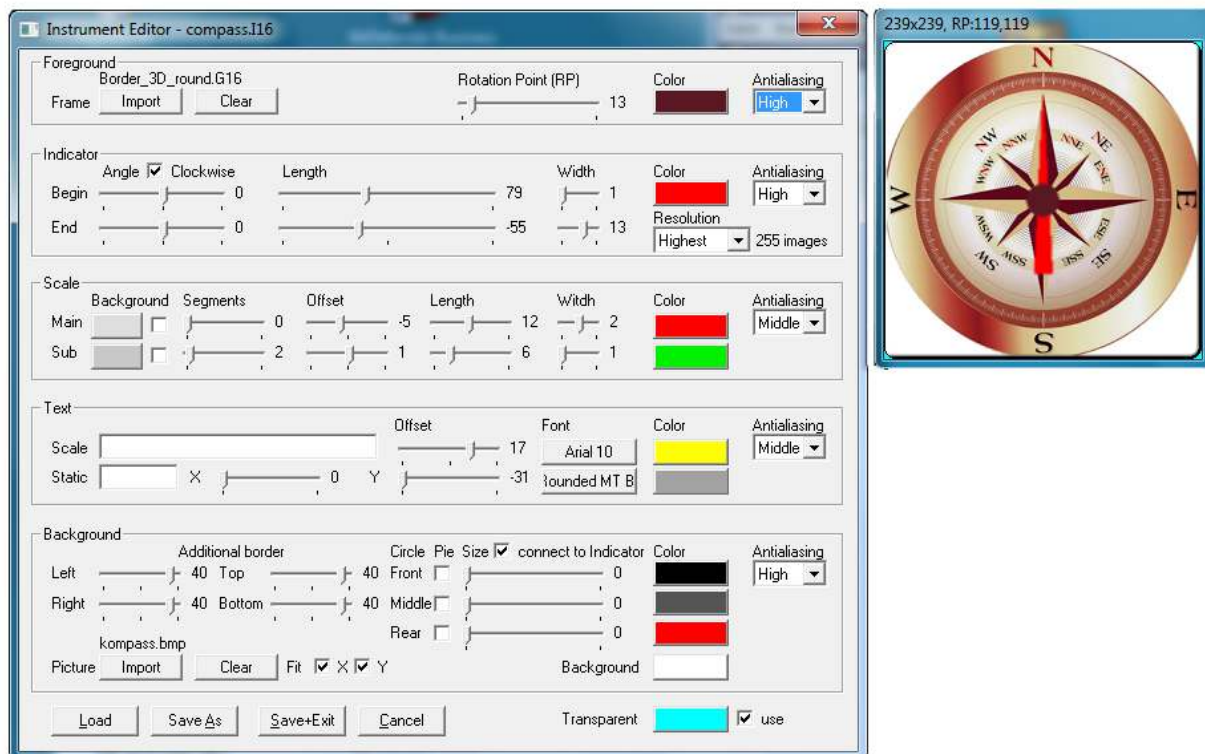 Instrument Editor - compass.I16
Foreground
Border_3D_round.G16
Rotation Point (RP) Color Antialiasing
Frame Import Clear 13 High
Indicator
Angle Clockwise Length Width Color Antialiasing
Begin 0 79 1 High
End 0 -55 13
Resolution
Highest 255 images
Scale
Background Segments Offset Length Witdh Color Antialiasing
Main 0 -5 12 2 Middle
Sub 2 1 6 1
Text
Offset Font Color Antialiasing
Scale 17 Arial 10 Middle
Static X 0 Y -31 Rounded MT B
Background
Additional border Circle Pie Size connect to Indicator Color Antialiasing
Left 40 Top 40 Front 0 High
Right 40 Bottom 40 Middle 0
Rear 0
kompass.bmp
Picture Import Clear Fit X Y Background
Load Save As Save+Exit Cancel Transparent use
239x239, RP:119,119
N
NNW NNE
NW NE
WNW ENE
W E
WSW ESE
SW SE
SSW SSE
S